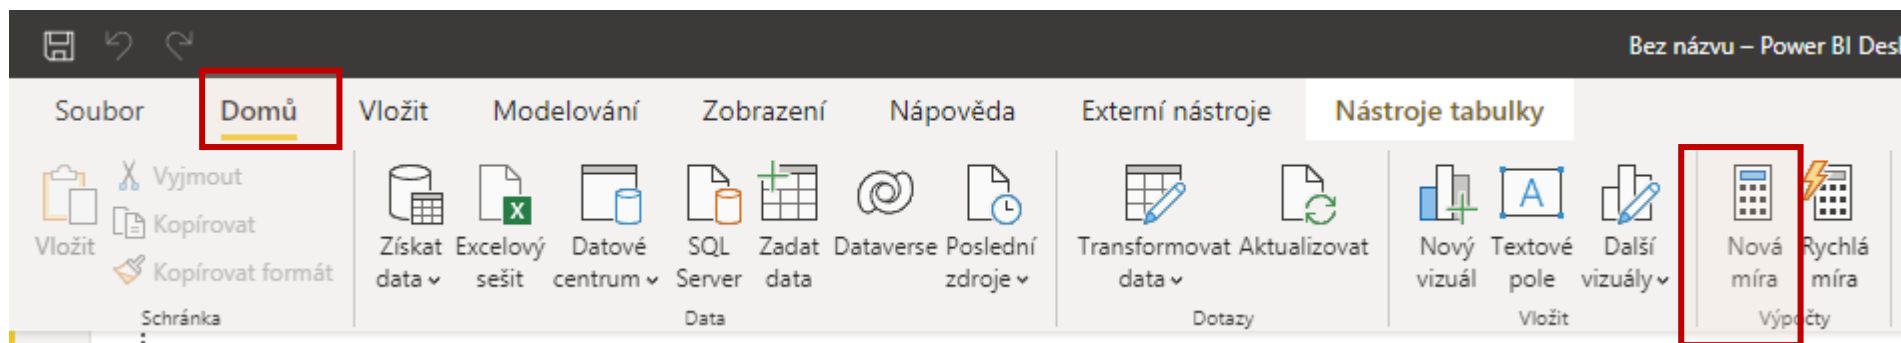 Bez názvu – Power BI Des
Soubor Domů Vložit Modelování Zobrazení Nápověda Externí nástroje Nástroje tabulky
Vložit
Vyjmout
Kopírovat
Kopírovat formát
Schránka
Získat
data
Excelový
sešit
Datové
centrum
SQL
Server
Zadat
data
Dataverse
Poslední
zdroje
Data
Transformovat
data
Aktualizovat
Dotazy
Nový
vizuál
Textové
pole
Další
vizuály
Vložit
Nová
míra
Rychlá
míra
Výpočty